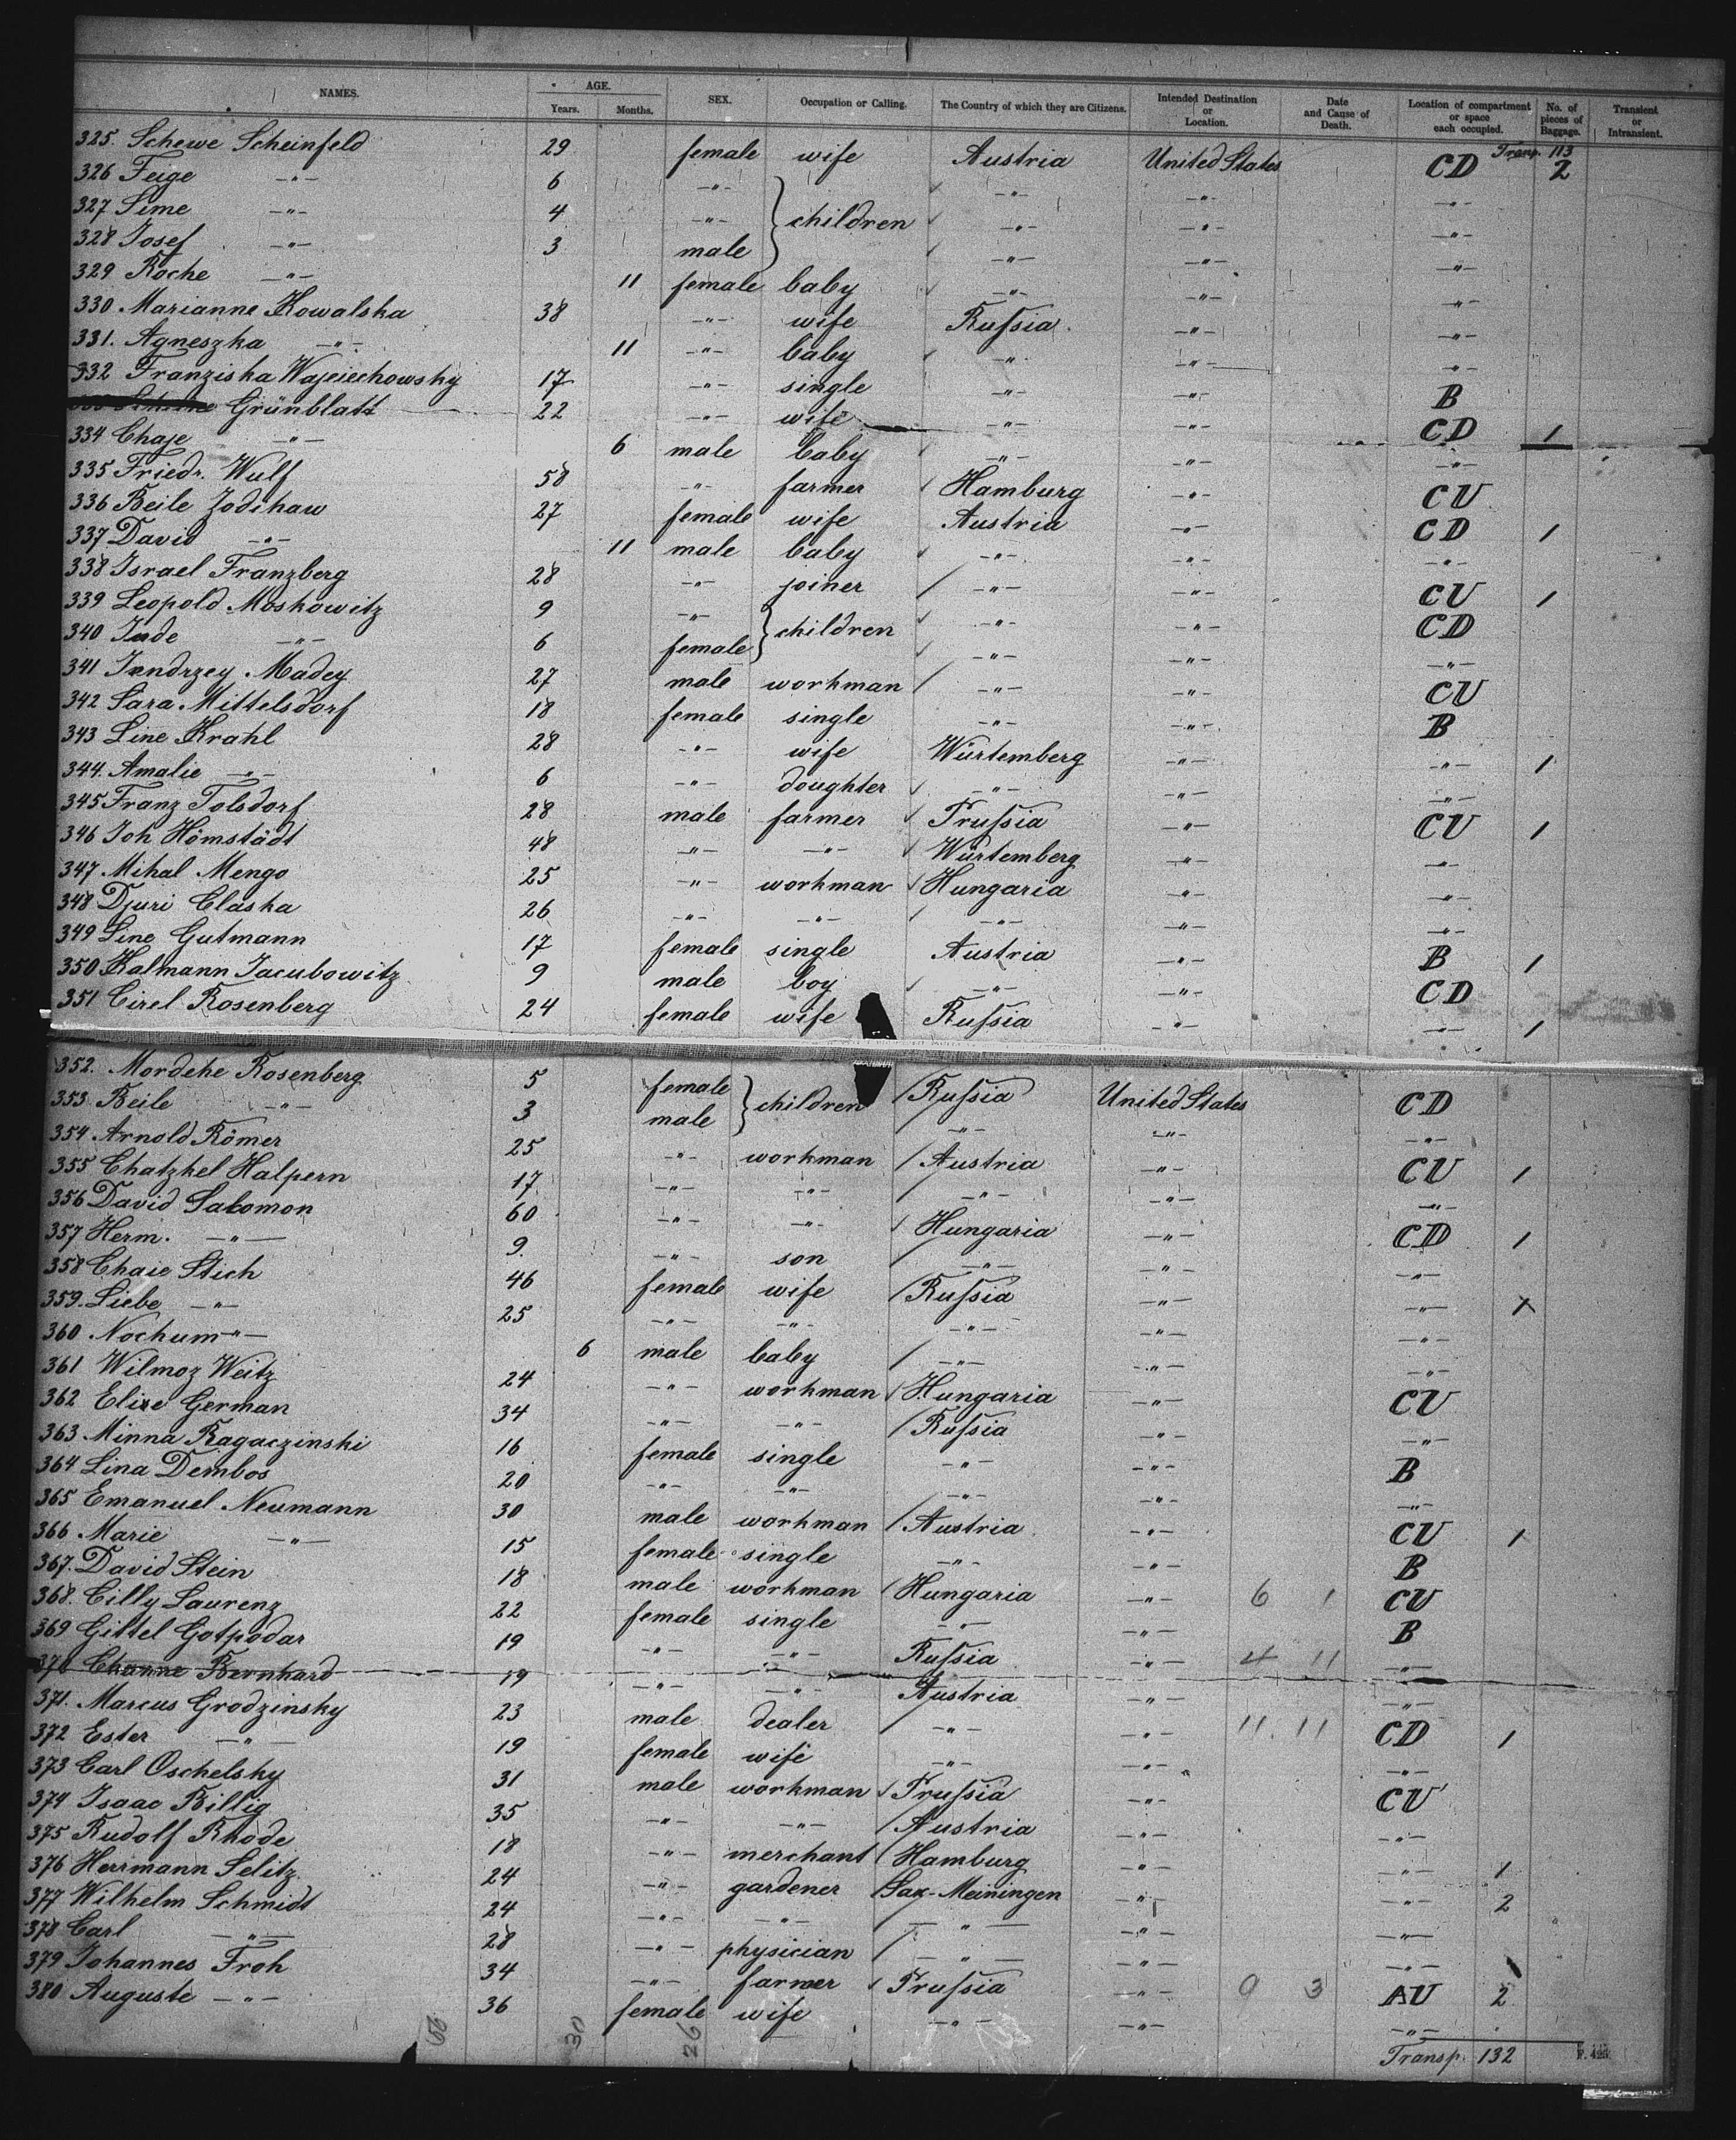 NAMES. AGE. Years. Months. SEX. Occupation or Calling. The Country of which they are Citizens. Intended Destination or Location. Date and Cause of Death. Location of compartment or space each occupied. No. of pieces of Baggage. Transient or Intransient.
Transp. 113
325. Schewe Scheinfeld 29 female wife Austria United States CD 2
326 Feige -"- 6 -"- children -"- -"- -"-
327 Sime -"- 4 -"- -"- -"- -"-
328 Josef -"- 3 male -"- -"- -"-
329 Roche -"- 11 female baby -"- -"- -"-
330 Marianne Kowalska 38 -"- wife Russia -"- -"-
331. Agneszka -"- 11 -"- baby -"- -"- -"-
332 Franziska Wajciechowsky 17 -"- single -"- -"- B
Grünblatt 22 -"- wife -"- -"- CD 1
334 Chaje -"- 6 male baby -"- -"- -"-
335 Friedr. Wulf 58 -"- farmer Hamburg -"- CU
336 Beile Zodikaw 27 female wife Austria -"- CD 1
337 David -"- 11 male baby -"- -"- -"-
338 Israel Franzberg 28 -"- joiner -"- -"- CU 1
339 Leopold Moskowitz 9 -"- children -"- -"- CD
340 Jude -"- 6 female -"- -"- -"-
341 Jendrzey Madey 27 male workman -"- -"- CU
342 Sara Mittelsdorf 18 female single -"- -"- B
343 Line Krahl 28 -"- wife Würtemberg -"- -"- 1
344. Amalie -"- 6 -"- doughter -"- -"- -"-
345 Franz Tolsdorf 28 male farmer Prussia -"- CU 1
346 Joh Hömstädt 48 -"- -"- Würtemberg -"- -"-
347 Mihal Mengo 25 -"- workman Hungaria -"- -"-
348 Djuri Claska 26 -"- -"- -"- -"- -"-
349 Line Gutmann 17 female single Austria -"- B 1
350 Kalmann Jacubowitz 9 male boy -"- -"- CD
351 Cirel Rosenberg 24 female wife Russia -"- -"- 1
352. Mordehe Rosenberg 5 female children Russia United States CD
353 Beile -"- 3 male -"- -"- -"-
354 Arnold Römer 25 -"- workman Austria -"- CU 1
355 Chatzkel Halpern 17 -"- -"- -"- -"- -"-
356 David Salomon 60 -"- -"- Hungaria -"- CD 1
357 Herm. -"- 9. -"- son -"- -"- -"-
358 Chaie Stich 46 female wife Russia -"- -"- 1
359. Liebe -"- 25 -"- -"- -"- -"- -"-
360 Nochum -"- 6 male baby -"- -"- -"-
361 Wilmoz Weitz 24 -"- workman Hungaria -"- CU
362 Elize German 34 -"- -"- Russia -"- -"-
363 Minna Ragaczinski 16 female single -"- -"- B
364 Lina Dembos 20 -"- -"- -"- -"- -"-
365 Emanuel Neumann 30 male workman Austria -"- CU 1
366 Marie -"- 15 female single -"- -"- B
367. David Stein 18 male workman Hungaria -"- 6 1 CU
368. Cilly Laurenz 22 female single -"- -"- B
369 Gittel Gotpodar 19 -"- -"- Russia -"- 4 11 -"-
370 Channe Bernhard 19 -"- -"- Austria -"- -"-
371. Marcus Grodzinsky 23 male dealer -"- -"- 11. 11 CD 1
372 Ester -"- 19 female wife -"- -"- -"-
373 Carl Oschelsky 31 male workman Prussia -"- CU
374 Isaac Billig 35 -"- -"- Austria -"- -"-
375 Rudolf Rhode 18 -"- merchant Hamburg -"- -"- 1
376 Herrmann Selitz 24 -"- gardener Sax-Meiningen -"- -"- 2
377 Wilhelm Schmidt 24 -"- -"- -"- -"- -"-
378 Carl -"- 28 -"- physician -"- -"- -"-
379 Johannes Froh 34 -"- farmer Prussia -"- 0 3 AU 2
380 Auguste -"- 36 female wife -"- -"- -"-
66 30 26
Transp. 132